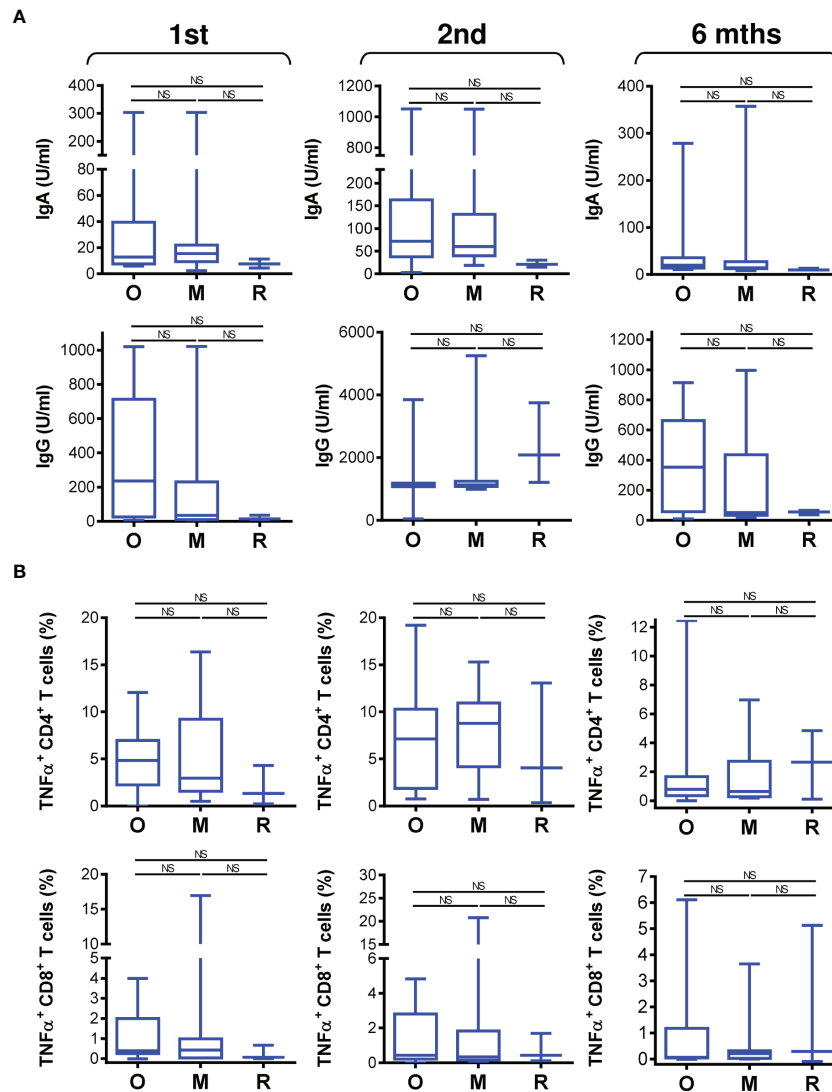 A
1st
2nd
6 mths
IgA (U/ml)
400
300
200
100
80
60
40
20
0
NS
NS
NS
O
M
R
IgA (U/ml)
1200
1000
800
600
200
150
100
50
0
NS
NS
NS
O
M
R
IgA (U/ml)
400
300
200
100
0
NS
NS
NS
O
M
R
IgG (U/ml)
1000
800
600
400
200
0
NS
NS
NS
O
M
R
IgG (U/ml)
6000
4000
2000
0
NS
NS
NS
O
M
R
IgG (U/ml)
1200
1000
800
600
400
200
0
NS
NS
NS
O
M
R
B
TNFα⁺ CD4⁺ T cells (%)
20
15
10
5
0
NS
NS
NS
O
M
R
TNFα⁺ CD4⁺ T cells (%)
20
15
10
5
0
NS
NS
NS
O
M
R
TNFα⁺ CD4⁺ T cells (%)
12
10
8
6
4
2
0
NS
NS
NS
O
M
R
TNFα⁺ CD8⁺ T cells (%)
20
15
10
5
4
3
2
1
0
NS
NS
NS
O
M
R
TNFα⁺ CD8⁺ T cells (%)
30
25
20
15
6
4
2
0
NS
NS
NS
O
M
R
TNFα⁺ CD8⁺ T cells (%)
7
6
5
4
3
2
1
0
NS
NS
NS
O
M
R